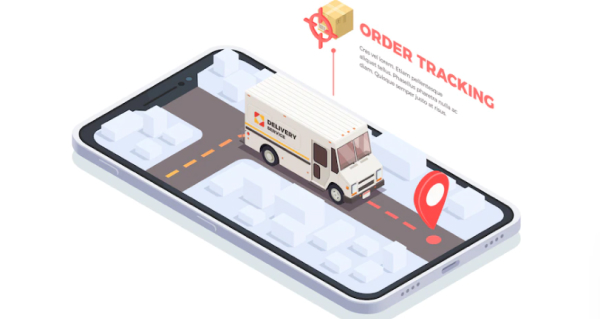 ORDER TRACKING
Cras vel lorem. Etiam pellentesque
aliquet tellus. Phasellus pharetra nulla ac
diam. Quisque semper justo at risus.
DELIVERY
SERVICE